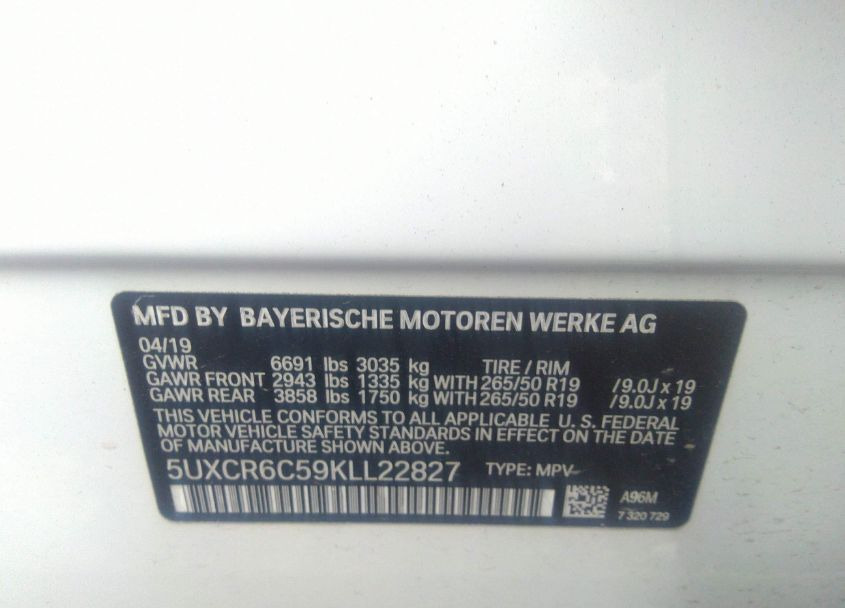 MFD BY BAYERISCHE MOTOREN WERKE AG
04/19
GVWR 6691 lbs 3035 kg TIRE / RIM
GAWR FRONT 2943 lbs 1335 kg WITH 265/50 R19 /9.0J x 19
GAWR REAR 3858 lbs 1750 kg WITH 265/50 R19 /9.0J x 19
THIS VEHICLE CONFORMS TO ALL APPLICABLE U. S. FEDERAL
MOTOR VEHICLE SAFETY STANDARDS IN EFFECT ON THE DATE
OF MANUFACTURE SHOWN ABOVE.
5UXCR6C59KLL22827 TYPE: MPV
A96M
7 320 729